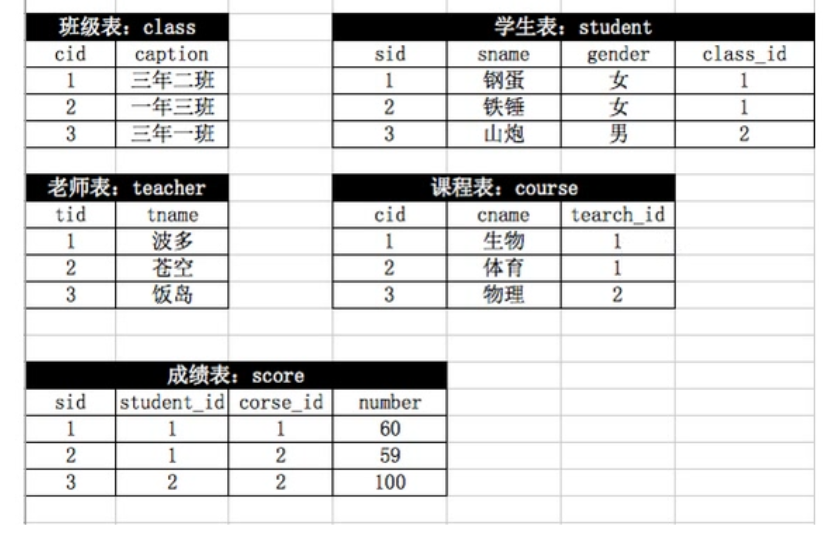 班级表：class
cid caption
1 三年二班
2 一年三班
3 三年一班
学生表：student
sid sname gender class_id
1 钢蛋 女 1
2 铁锤 女 1
3 山炮 男 2
老师表：teacher
tid tname
1 波多
2 苍空
3 饭岛
课程表：course
cid cname tearch_id
1 生物 1
2 体育 1
3 物理 2
成绩表：score
sid student_id corse_id number
1 1 1 60
2 1 2 59
3 2 2 100